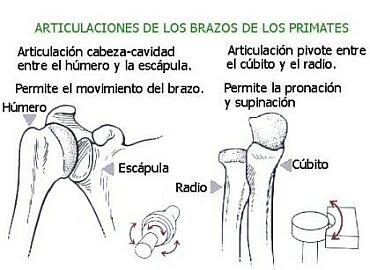 ARTICULACIONES DE LOS BRAZOS DE LOS PRIMATES
Articulación cabeza-cavidad
entre el húmero y la escápula.
Permite el movimiento del brazo.
Húmero
Escápula
Articulación pivote entre
el cúbito y el radio.
Permite la pronación
y supinación
Cúbito
Radio